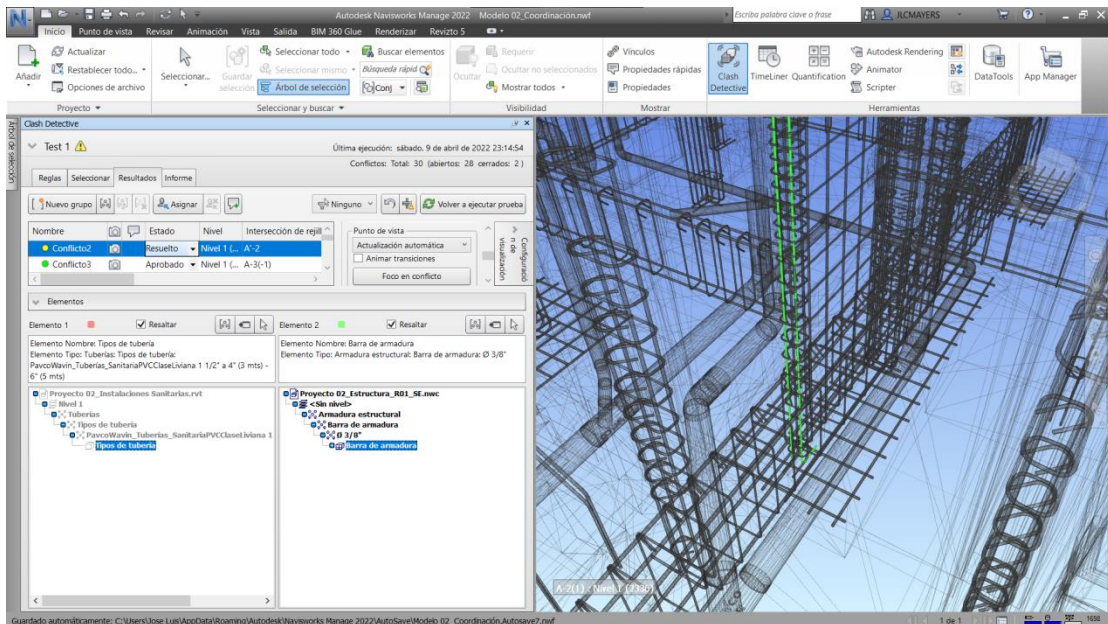 Autodesk Navisworks Manage 2022 Modelo 02_Coordinación.nwf
Escriba palabra clave o frase
JLCMAYERS
Inicio Punto de vista Revisar Animación Vista Salida BIM 360 Glue Renderizar Revizto 5
Añadir
Actualizar
Restablecer todo...
Opciones de archivo
Proyecto
Seleccionar...
Guardar selección
Seleccionar todo
Seleccionar mismo
Árbol de selección
Buscar elementos
Búsqueda rápid
Conj
Seleccionar y buscar
Ocultar
Requerir
Ocultar no seleccionados
Mostrar todos
Visibilidad
Vínculos
Propiedades rápidas
Propiedades
Mostrar
Clash Detective
TimeLiner
Quantification
Autodesk Rendering
Animator
Scripter
DataTools
App Manager
Herramientas
Árbol de selección
Clash Detective
Test 1
Última ejecución: sábado, 9 de abril de 2022 23:14:54
Conflictos: Total: 30 (abiertos: 28 cerrados: 2)
Reglas Seleccionar Resultados Informe
Nuevo grupo
Asignar
Ninguno
Volver a ejecutar prueba
Nombre Estado Nivel Intersección de rejill
Conflicto2 Resuelto Nivel 1 (... A'-2
Conflicto3 Aprobado Nivel 1 (... A-3(-1)
Punto de vista
Actualización automática
Animar transiciones
Foco en conflicto
Configuració
n de
visualización
Elementos
Elemento 1 Resaltar
Elemento 2 Resaltar
Elemento Nombre: Tipos de tubería
Elemento Tipo: Tuberías: Tipos de tubería:
PavcoWavin_Tuberías_SanitariaPVCClaseLiviana 1 1/2" a 4" (3 mts) -
6" (5 mts)
Elemento Nombre: Barra de armadura
Elemento Tipo: Armadura estructural: Barra de armadura: Ø 3/8"
Proyecto 02_Instalaciones Sanitarias.rvt
Nivel 1
Tuberías
Tipos de tubería
PavcoWavin_Tuberías_SanitariaPVCClaseLiviana 1
Tipos de tubería
Proyecto 02_Estructura_R01_SE.nwc
<Sin nivel>
Armadura estructural
Barra de armadura
Ø 3/8"
Barra de armadura
A-2(1) : Nivel 1 (3336)
Guardado automáticamente: C:\Users\Jose Luis\AppData\Roaming\Autodesk\Navisworks Manage 2022\AutoSave\Modelo 02_Coordinación.Autosave7.nwf
1 de 1
1690